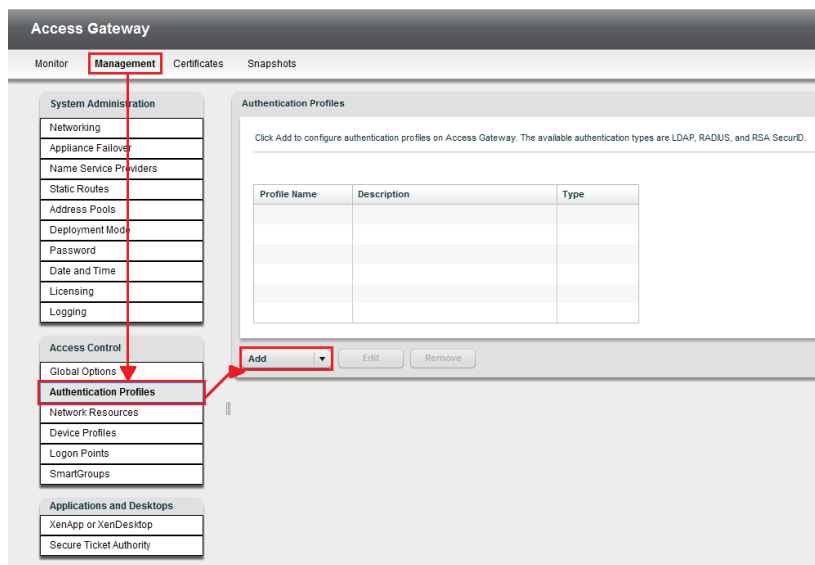 Access Gateway
Monitor Management Certificates Snapshots
System Administration
Networking
Appliance Failover
Name Service Providers
Static Routes
Address Pools
Deployment Mode
Password
Date and Time
Licensing
Logging
Access Control
Global Options
Authentication Profiles
Network Resources
Device Profiles
Logon Points
SmartGroups
Applications and Desktops
XenApp or XenDesktop
Secure Ticket Authority
Authentication Profiles
Click Add to configure authentication profiles on Access Gateway. The available authentication types are LDAP, RADIUS, and RSA SecurID.
Profile Name Description Type
Add Edit Remove